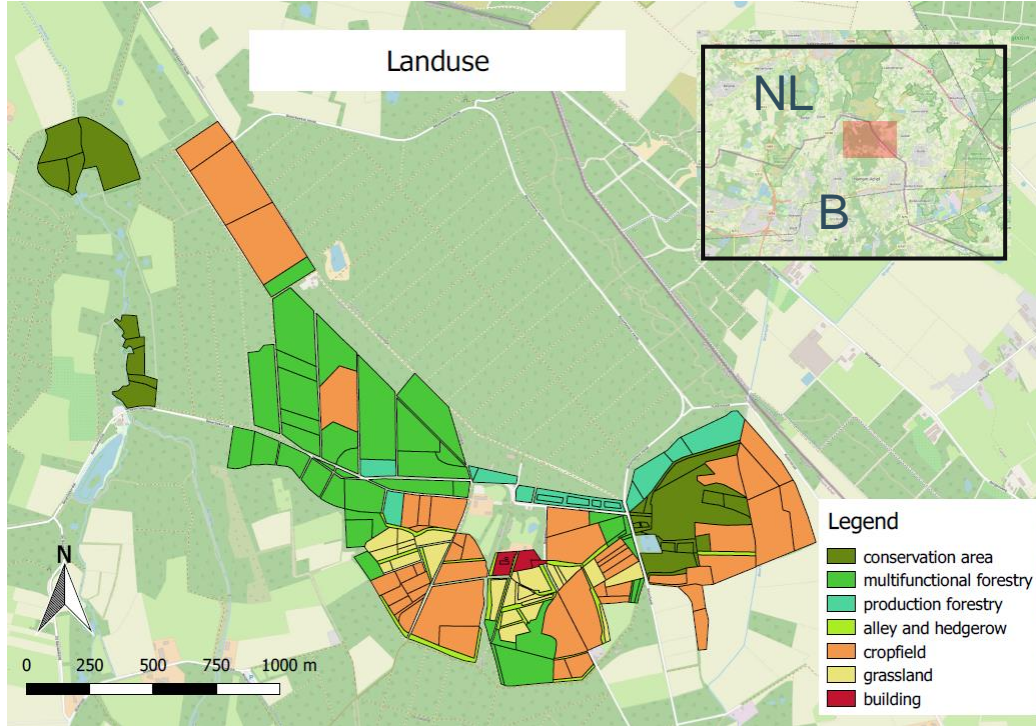 Landuse
NL
B
N
0 250 500 750 1000 m
Legend
conservation area
multifunctional forestry
production forestry
alley and hedgerow
cropfield
grassland
building